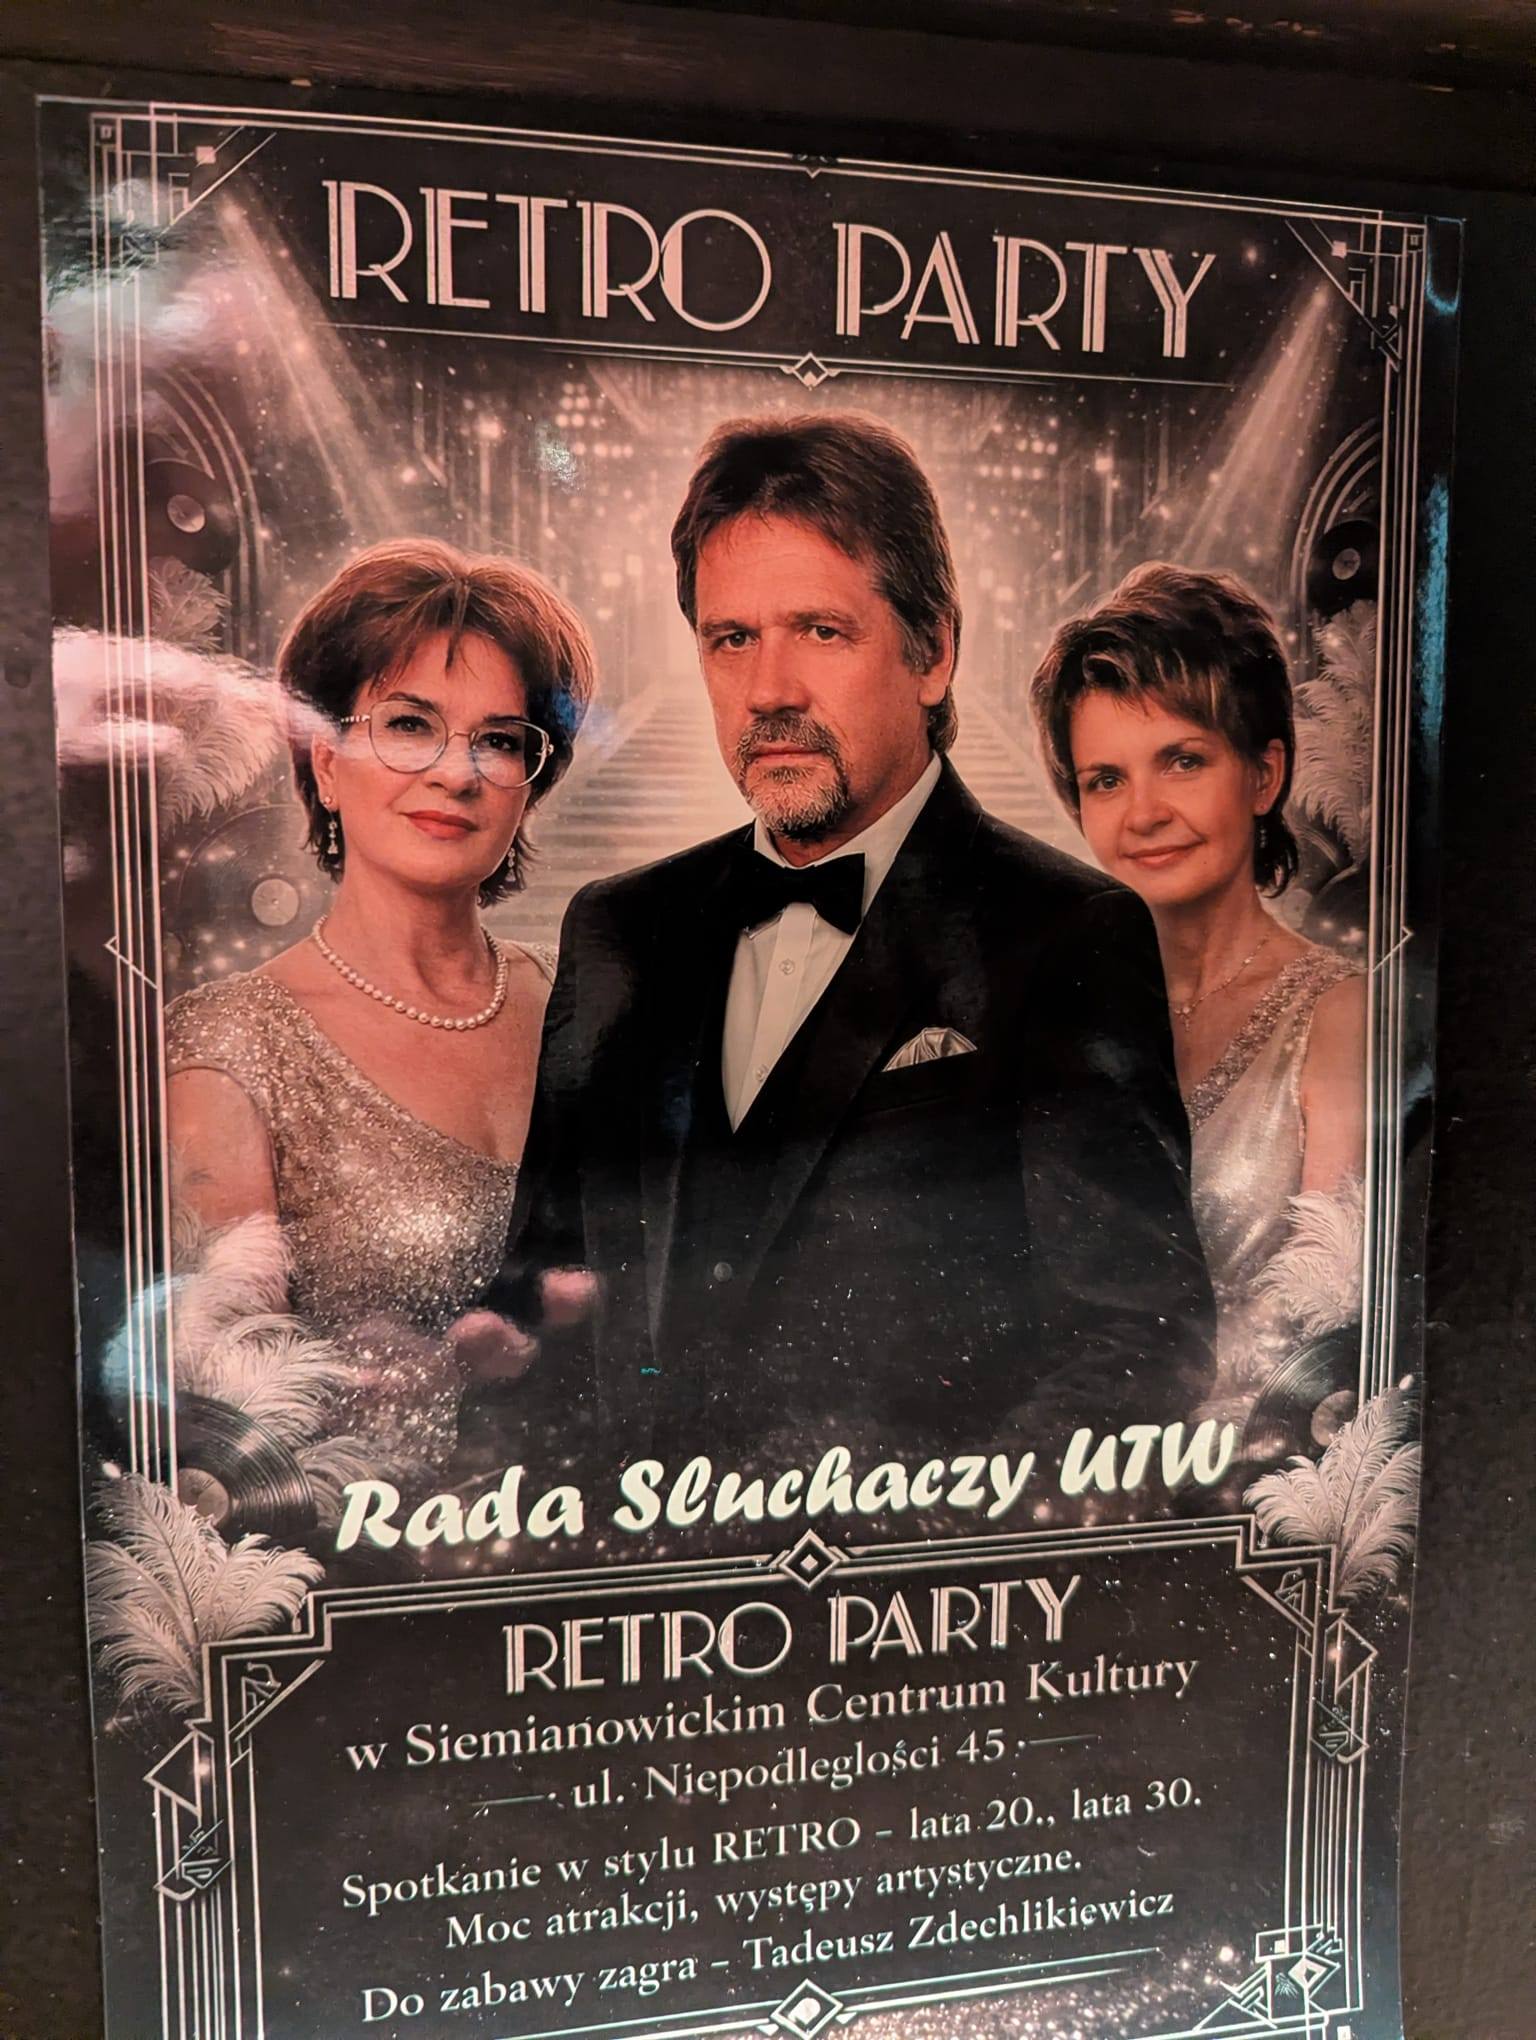 RETRO PARTY
Rada Słuchaczy UTW
RETRO PARTY
w Siemianowickim Centrum Kultury
ul. Niepodległości 45
Spotkanie w stylu RETRO – lata 20., lata 30.
Moc atrakcji, występy artystyczne.
Do zabawy zagra – Tadeusz Zdechlikiewicz